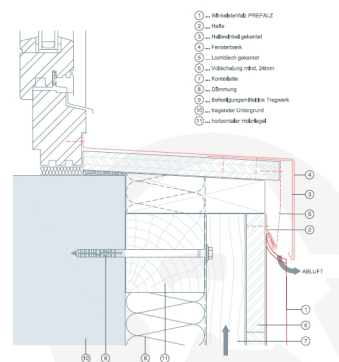 1 ... Winkelstehfalz PREFALZ
2 ... Hafte
3 ... Haltewinkel gekantet
4 ... Fensterbank
5 ... Lochblech gekantet
6 ... Vollschalung mind. 24mm
7 ... Konterlatte
8 ... Dämmung
9 ... Befestigungsmittel ins Tragwerk
10 ... tragender Untergrund
11 ... horizontaler Holzriegel
4
3
5
2
ABLUFT
1
6
7
10
9
8
11